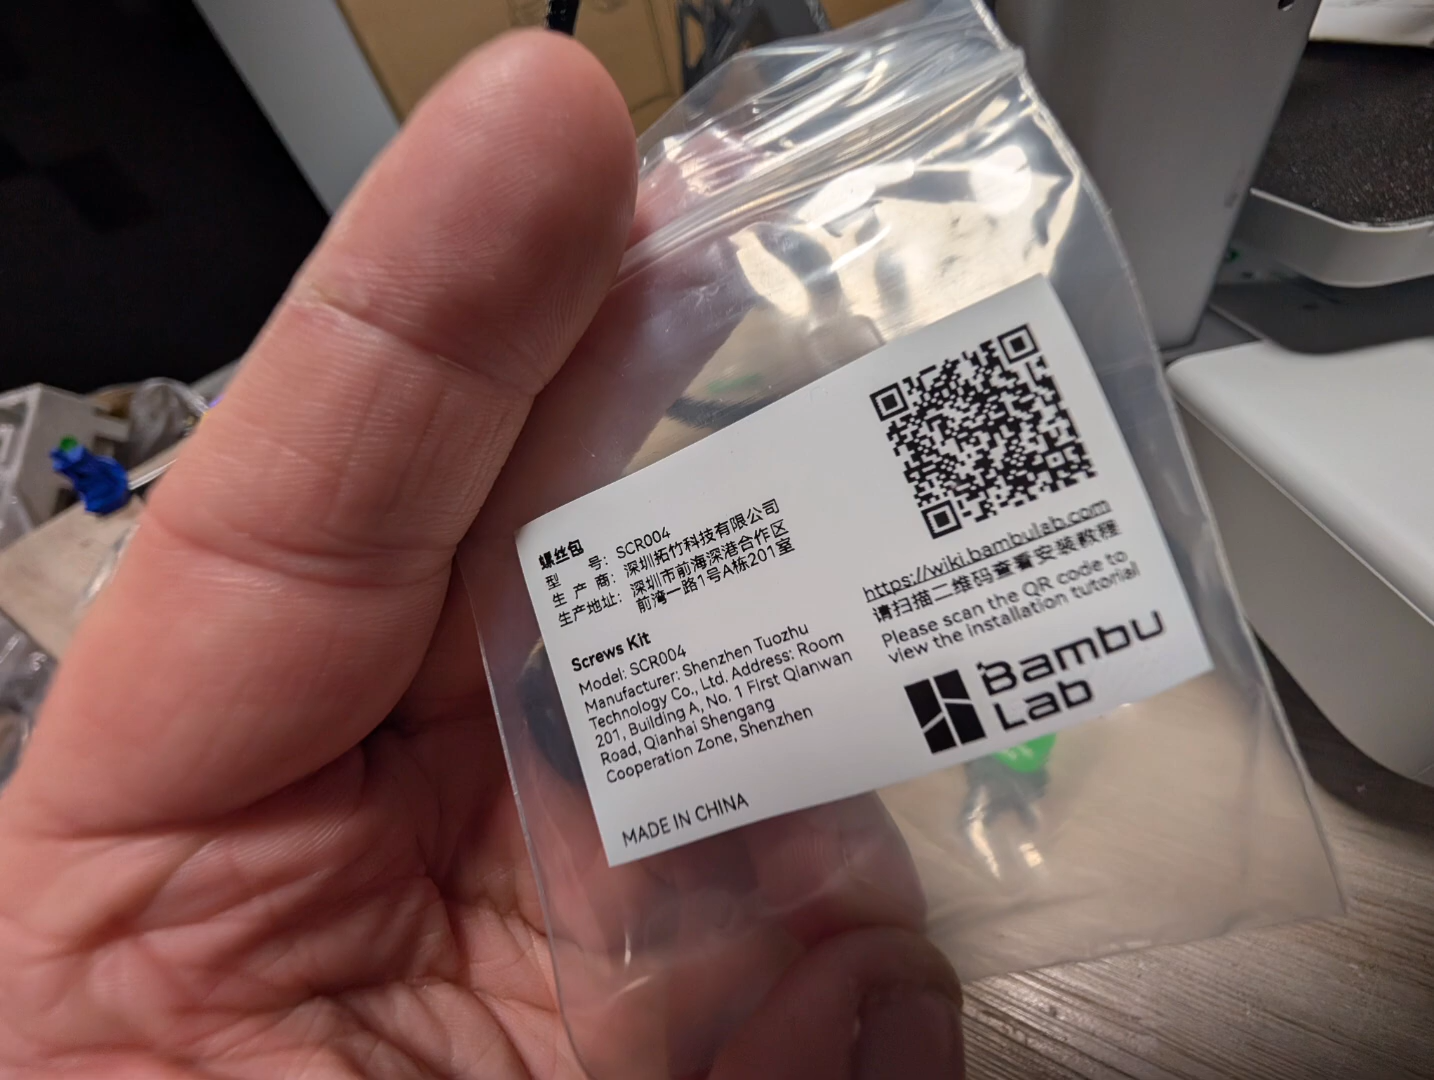 螺丝包
型 号: SCR004
生 产 商: 深圳拓竹科技有限公司
生产地址: 深圳市前海深港合作区
前湾一路1号A栋201室
Screws Kit
Model: SCR004
Manufacturer: Shenzhen Tuozhu
Technology Co., Ltd. Address: Room
201, Building A, No. 1 First Qianwan
Road, Qianhai Shengang
Cooperation Zone, Shenzhen
MADE IN CHINA
https://wiki.bambulab.com
请扫描二维码查看安装教程
Please scan the QR code to
view the installation tutorial
Bambu
Lab